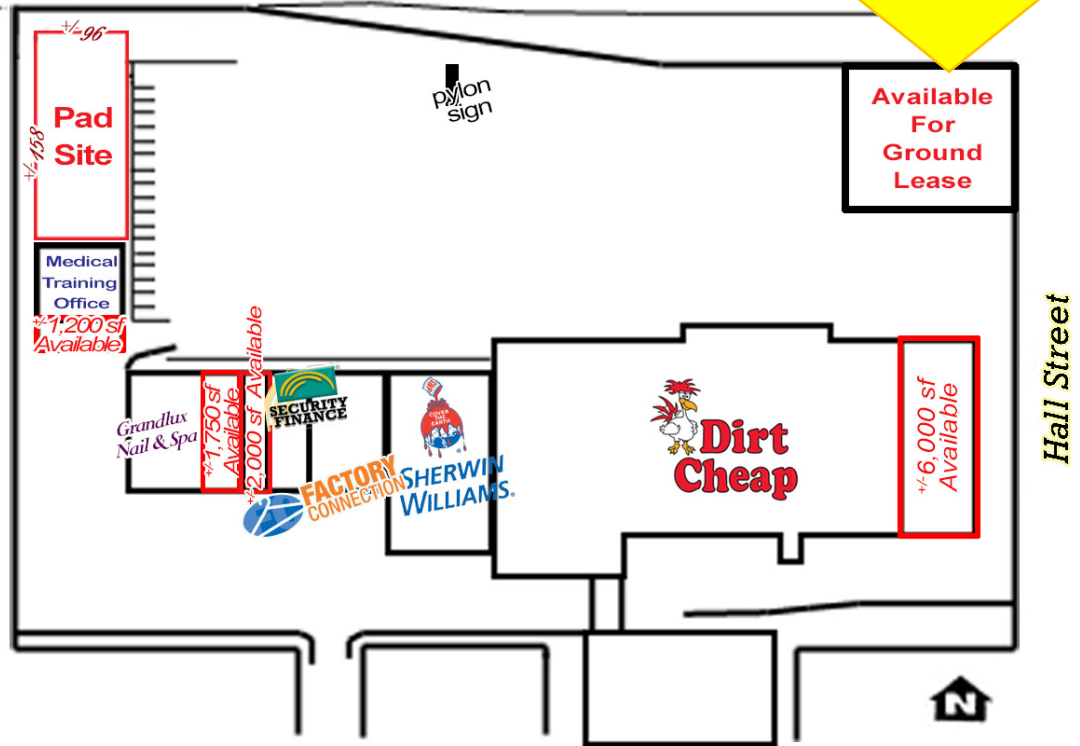 +/-96
+/-158
Pad
Site
pylon
sign
Available
For
Ground
Lease
Medical
Training
Office
+/-1,200 sf
Available
Hall Street
Grandlux
Nail & Spa
+/-1,750 sf
Available
+/-2,000 sf Available
SECURITY
FINANCE
FACTORY
CONNECTION
COVER
THE
EARTH
SHERWIN
WILLIAMS.
Dirt
Cheap
+/-6,000 sf
Available
N